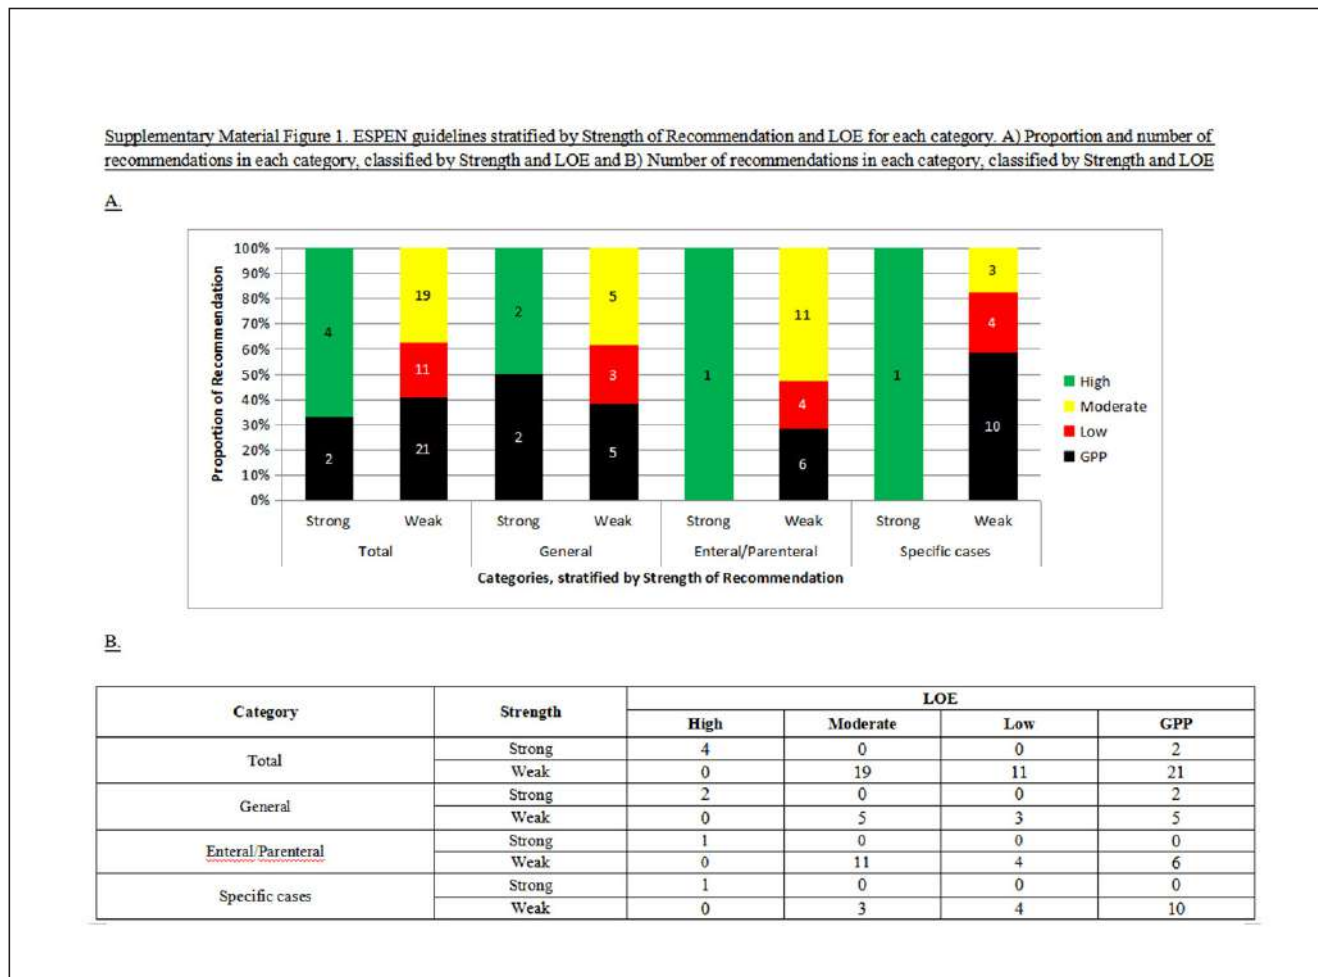 Supplementary Material Figure 1. ESPEN guidelines stratified by Strength of Recommendation and LOE for each category. A) Proportion and number of
recommendations in each category, classified by Strength and LOE and B) Number of recommendations in each category, classified by Strength and LOE
A.
Proportion of Recommendation
100%
90%
80%
70%
60%
50%
40%
30%
20%
10%
0%
4
2
19
11
21
2
2
5
3
5
1
11
4
6
1
3
4
10
High
Moderate
Low
GPP
Strong Weak Strong Weak Strong Weak Strong Weak
Total General Enteral/Parenteral Specific cases
Categories, stratified by Strength of Recommendation
B.
Category Strength LOE
High Moderate Low GPP
Total Strong 4 0 0 2
Weak 0 19 11 21
General Strong 2 0 0 2
Weak 0 5 3 5
Enteral/Parenteral Strong 1 0 0 0
Weak 0 11 4 6
Specific cases Strong 1 0 0 0
Weak 0 3 4 10